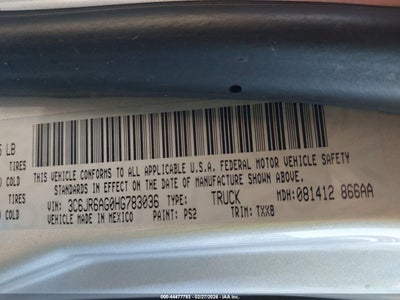 5 LB
TIRES
COLD
TIRES
COLD
THIS VEHICLE CONFORMS TO ALL APPLICABLE U.S.A. FEDERAL MOTOR VEHICLE SAFETY
STANDARDS IN EFFECT ON THE DATE OF MANUFACTURE SHOWN ABOVE.
VIN: 3C6JR6AG0HG783036 TYPE: TRUCK MDH: 081412 866AA
VEHICLE MADE IN MEXICO PAINT: PS2 TRIM: TXX8
000-44477793 - 02/27/2026 - IAA Inc.